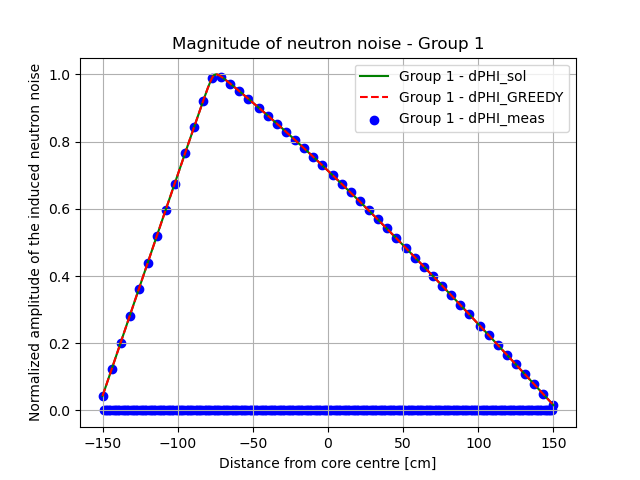 Magnitude of neutron noise - Group 1
Normalized amplitude of the induced neutron noise
1.0
0.8
0.6
0.4
0.2
0.0
Group 1 - dPHI_sol
Group 1 - dPHI_GREEDY
Group 1 - dPHI_meas
−150 −100 −50 0 50 100 150
Distance from core centre [cm]